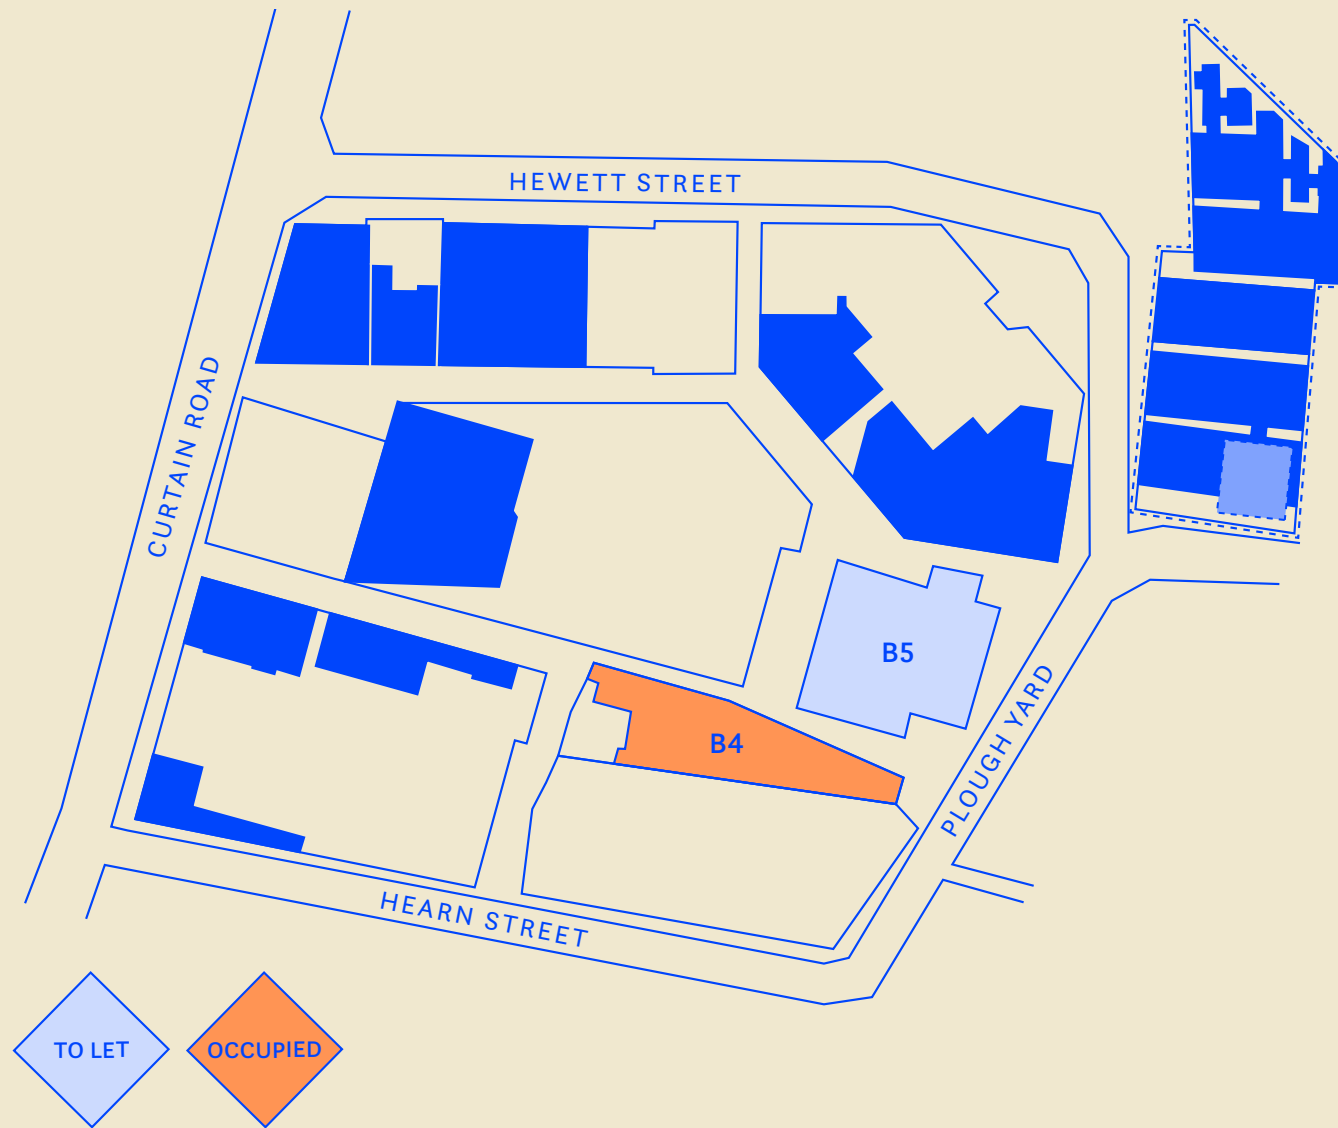 HEWETT STREET
CURTAIN ROAD
B5
B4
PLOUGH YARD
HEARN STREET
TO LET
OCCUPIED